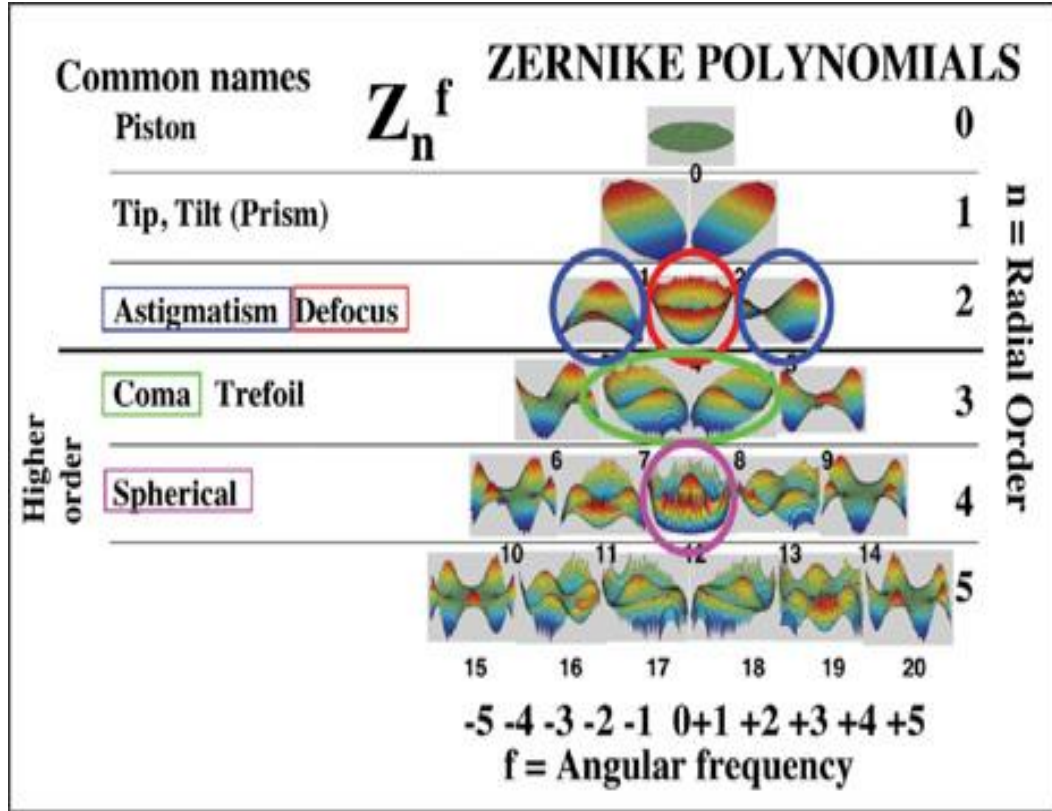 ZERNIKE POLYNOMIALS
Common names
Z n f
Piston
0
0
Tip, Tilt (Prism)
1
1 2
Astigmatism Defocus
2
3 4 5
Coma Trefoil
3
6 7 8 9
Spherical
4
10 11 12 13 14
5
15 16 17 18 19 20
-5 -4 -3 -2 -1 0+1 +2 +3 +4 +5
f = Angular frequency
Higher order
n = Radial Order